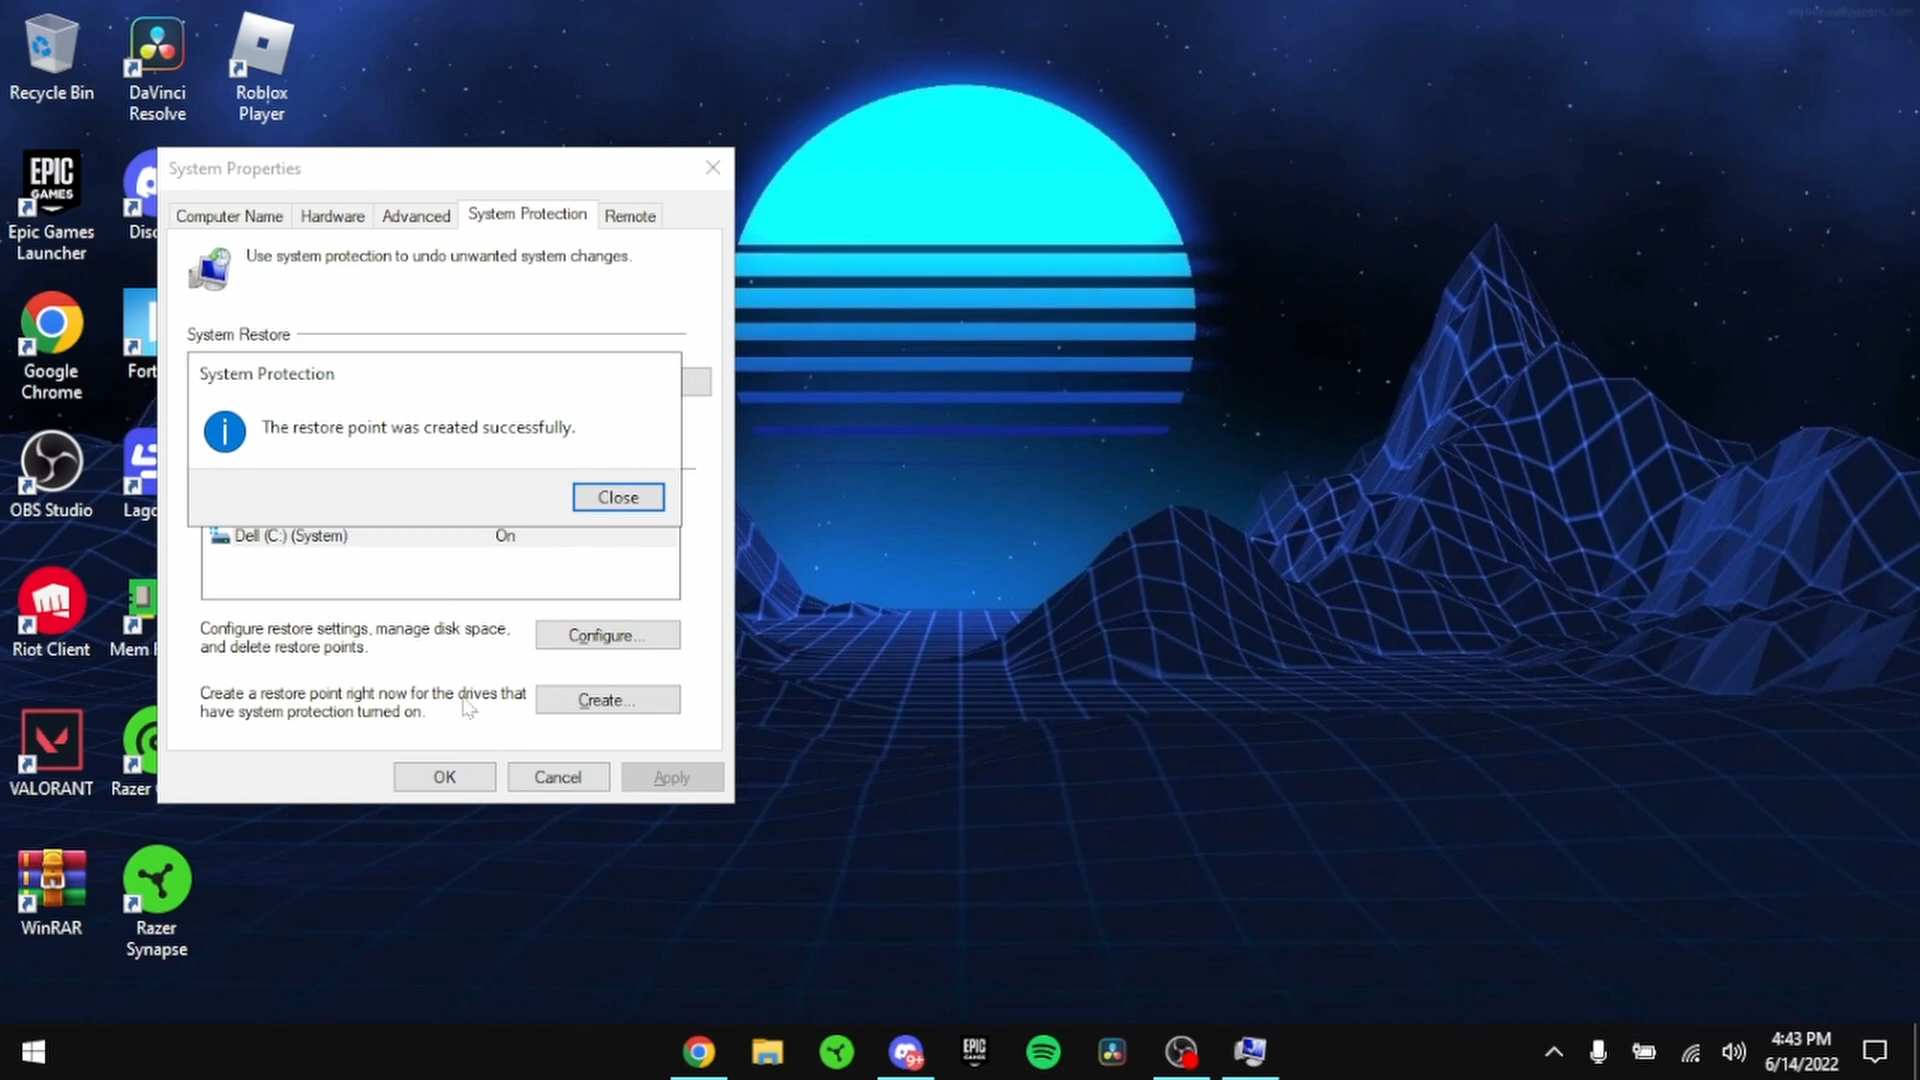 Recycle Bin
DaVinci
Resolve
Roblox
Player
EPIC
GAMES
Epic Games
Launcher
Disc
Google
Chrome
Fort
OBS Studio
Lago
Riot Client
Mem
VALORANT
Razer
WinRAR
Razer
Synapse
System Properties
Computer Name
Hardware
Advanced
System Protection
Remote
Use system protection to undo unwanted system changes.
System Restore
System Protection
The restore point was created successfully.
Close
Dell (C:) (System) On
Configure restore settings, manage disk space,
and delete restore points.
Configure...
Create a restore point right now for the drives that
have system protection turned on.
Create...
OK
Cancel
Apply
9+
EPIC
GAMES
4:43 PM
6/14/2022